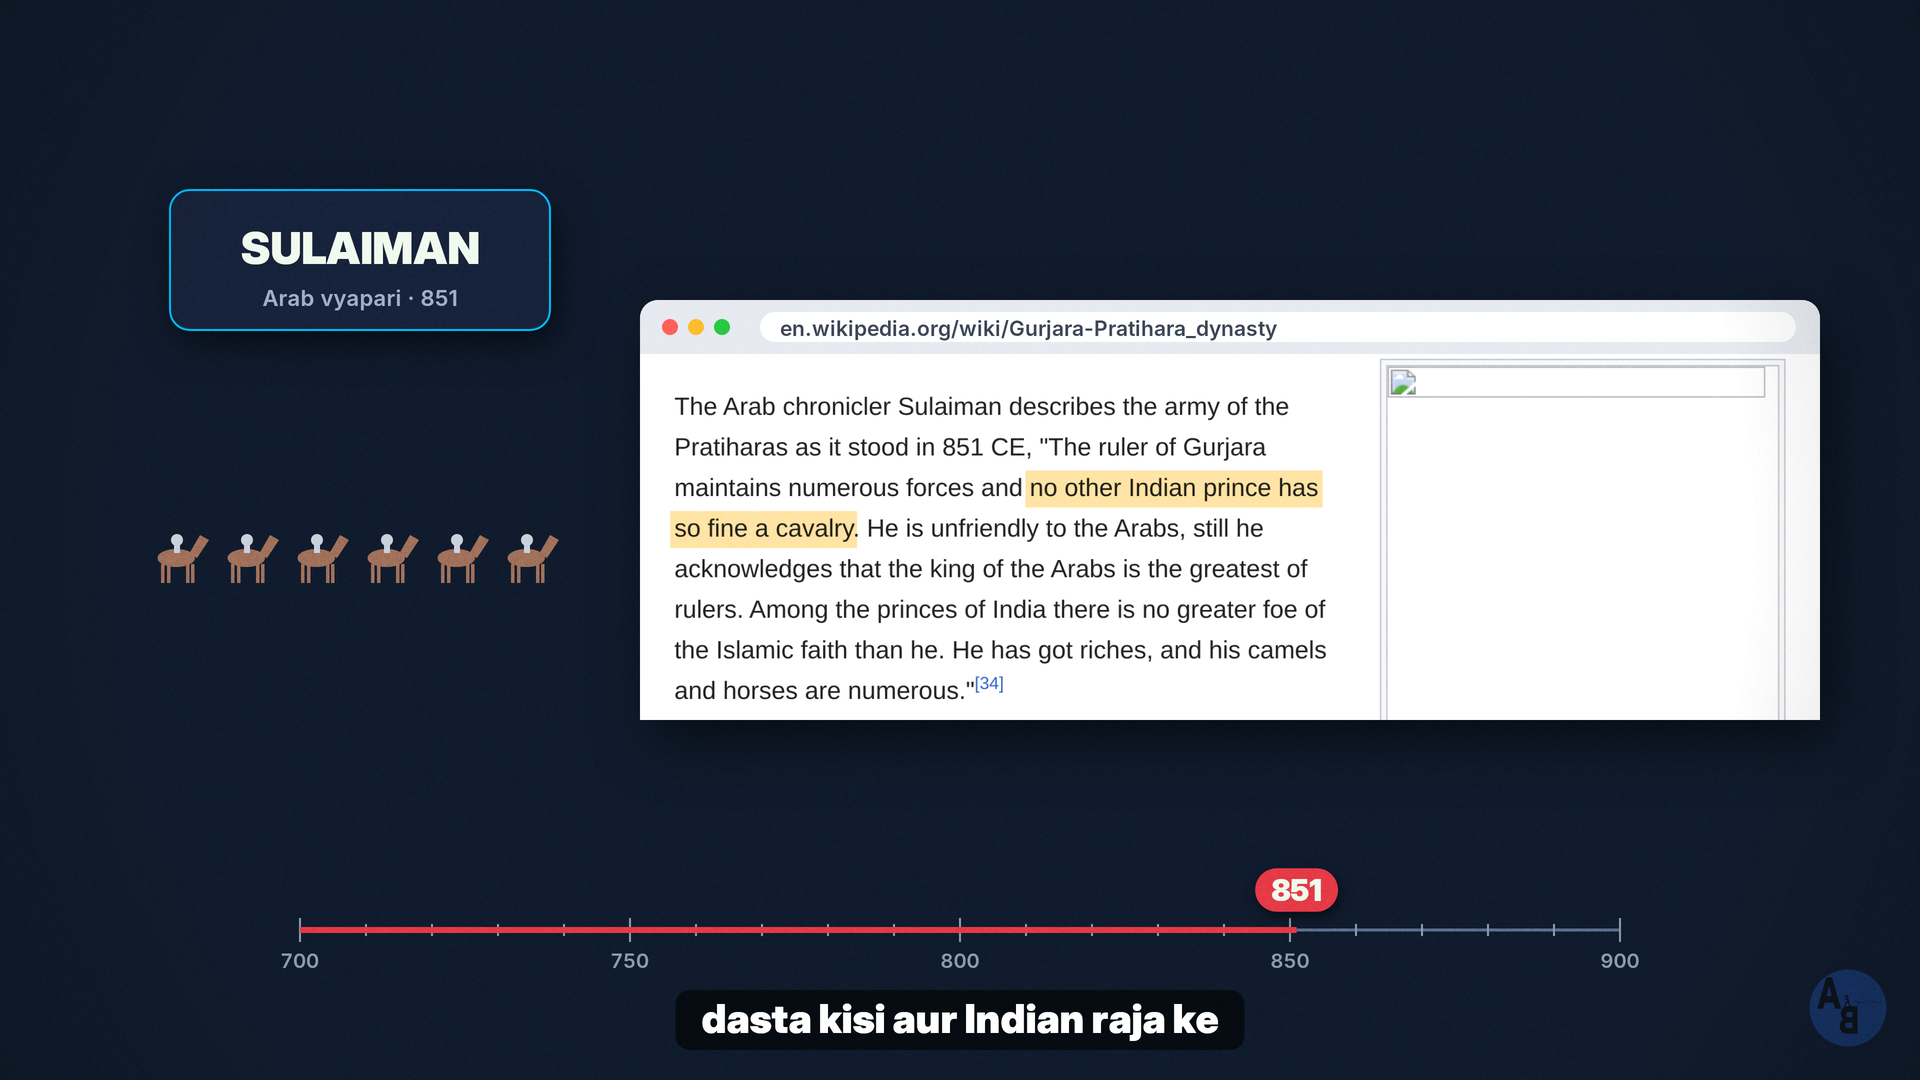 SULAIMAN
Arab vyapari · 851
en.wikipedia.org/wiki/Gurjara-Pratihara_dynasty
The Arab chronicler Sulaiman describes the army of the
Pratiharas as it stood in 851 CE, "The ruler of Gurjara
maintains numerous forces and no other Indian prince has
so fine a cavalry. He is unfriendly to the Arabs, still he
acknowledges that the king of the Arabs is the greatest of
rulers. Among the princes of India there is no greater foe of
the Islamic faith than he. He has got riches, and his camels
and horses are numerous."[34]
851
700 750 800 850 900
dasta kisi aur Indian raja ke
A
B